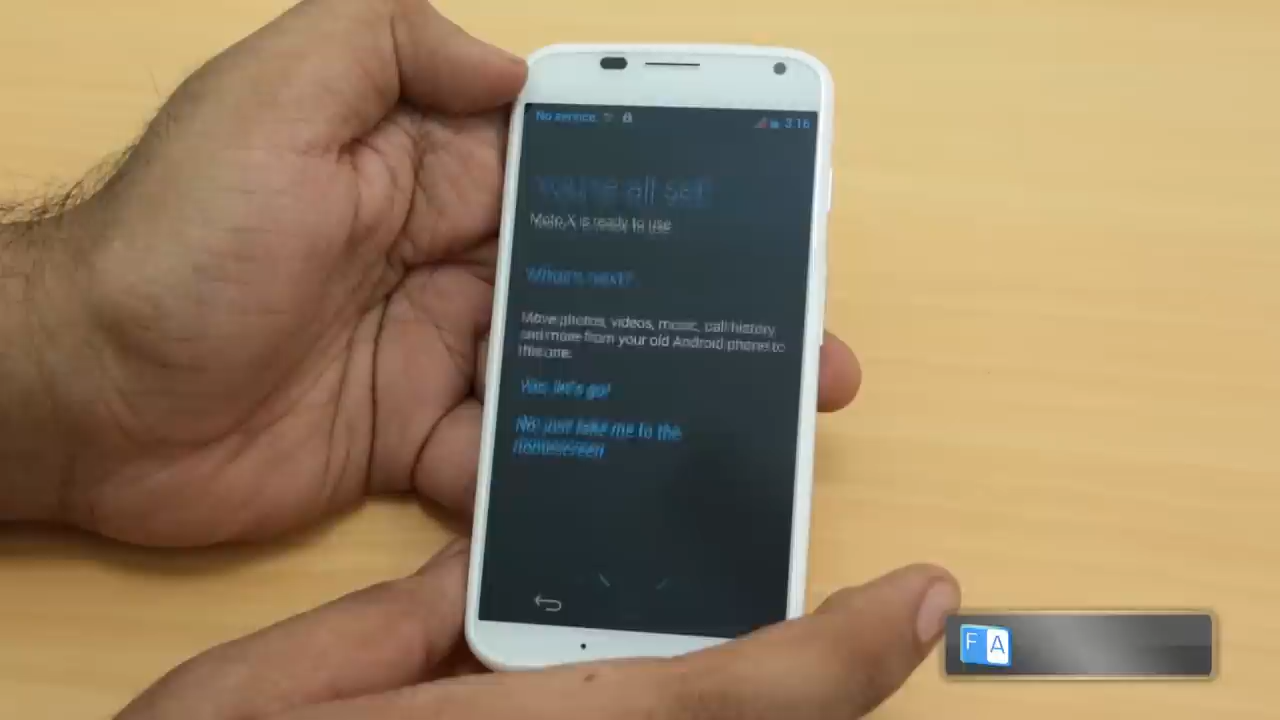 No service 3:16
You're all set!
Moto X is ready to use
What's next?
Move photos, videos, music, call history
and more from your old Android phone to
this one.
Yes, let's go!
No, just take me to the
homescreen
F A